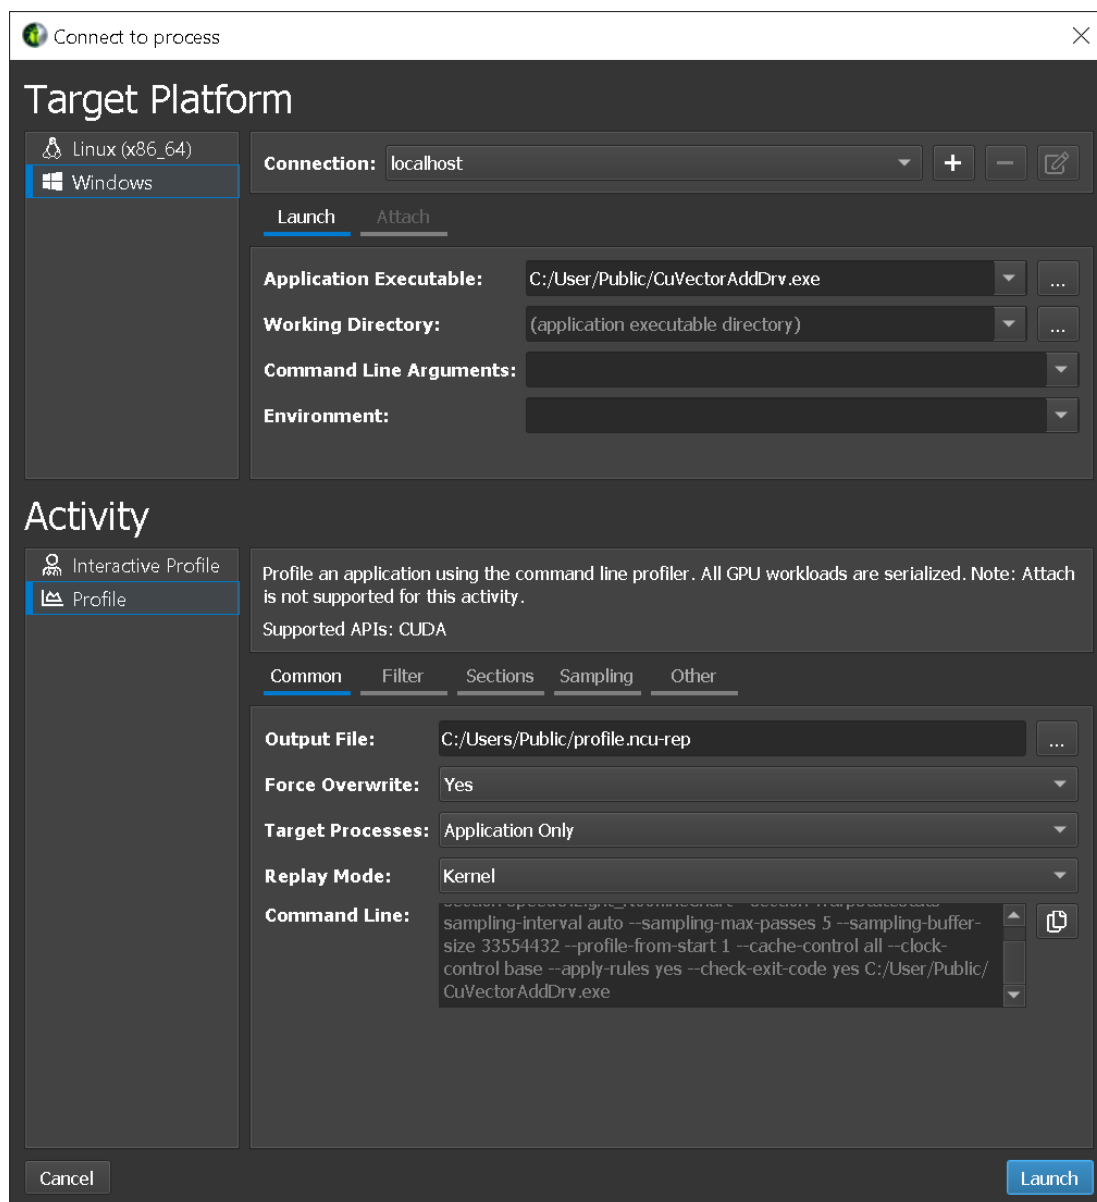 Connect to process
Target Platform
Linux (x86_64)
Windows
Connection: localhost
Launch Attach
Application Executable: C:/User/Public/CuVectorAddDrv.exe ...
Working Directory: (application executable directory) ...
Command Line Arguments:
Environment:
Activity
Interactive Profile
Profile
Profile an application using the command line profiler. All GPU workloads are serialized. Note: Attach
is not supported for this activity.
Supported APIs: CUDA
Common Filter Sections Sampling Other
Output File: C:/Users/Public/profile.ncu-rep ...
Force Overwrite: Yes
Target Processes: Application Only
Replay Mode: Kernel
Command Line:
sampling-interval auto --sampling-max-passes 5 --sampling-buffer-
size 33554432 --profile-from-start 1 --cache-control all --clock-
control base --apply-rules yes --check-exit-code yes C:/User/Public/
CuVectorAddDrv.exe
Cancel Launch